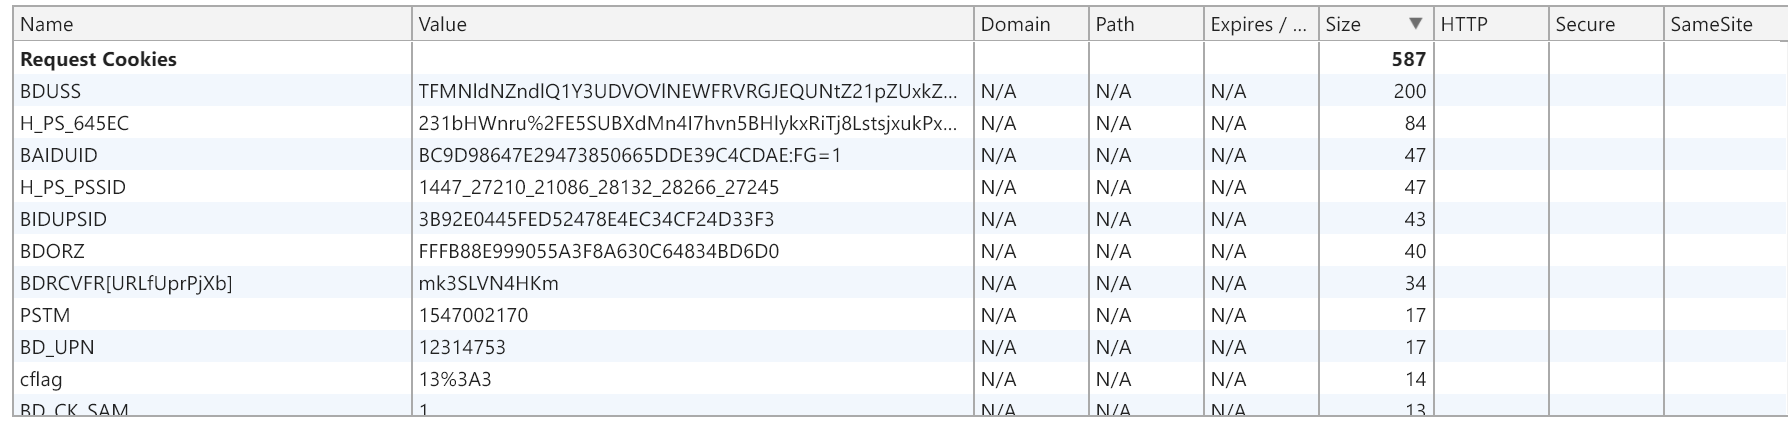 Name Value Domain Path Expires / ... Size ▼ HTTP Secure SameSite
Request Cookies 587
BDUSS TFMNldNZndlQ1Y3UDVOVlNEWFRVRGJEQUNtZ21pZUxkZ... N/A N/A N/A 200
H_PS_645EC 231bHWnru%2FE5SUBXdMn4I7hvn5BHlykxRiTj8LstsjxukPx... N/A N/A N/A 84
BAIDUID BC9D98647E29473850665DDE39C4CDAE:FG=1 N/A N/A N/A 47
H_PS_PSSID 1447_27210_21086_28132_28266_27245 N/A N/A N/A 47
BIDUPSID 3B92E0445FED52478E4EC34CF24D33F3 N/A N/A N/A 43
BDORZ FFFB88E999055A3F8A630C64834BD6D0 N/A N/A N/A 40
BDRCVFR[URLfUprPjXb] mk3SLVN4HKm N/A N/A N/A 34
PSTM 1547002170 N/A N/A N/A 17
BD_UPN 12314753 N/A N/A N/A 17
cflag 13%3A3 N/A N/A N/A 14
BD_CK_SAM 1 N/A N/A N/A 13